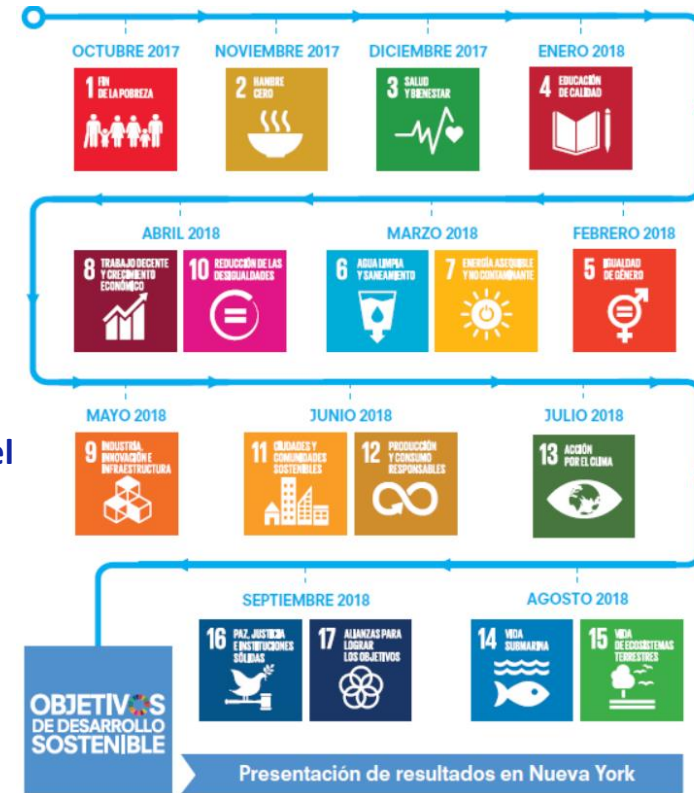 OCTUBRE 2017
NOVIEMBRE 2017
DICIEMBRE 2017
ENERO 2018
1 FIN
DE LA POBREZA
2 HAMBRE
CERO
3 SALUD
Y BIENESTAR
4 EDUCACIÓN
DE CALIDAD
ABRIL 2018
MARZO 2018
FEBRERO 2018
8 TRABAJO DECENTE
Y CRECIMIENTO
ECONÓMICO
10 REDUCCIÓN DE LAS
DESIGUALDADES
6 AGUA LIMPIA
Y SANEAMIENTO
7 ENERGÍA ASEQUIBLE
Y NO CONTAMINANTE
5 IGUALDAD
DE GÉNERO
MAYO 2018
JUNIO 2018
JULIO 2018
el
9 INDUSTRIA,
INNOVACIÓN E
INFRAESTRUCTURA
11 CIUDADES Y
COMUNIDADES
SOSTENIBLES
12 PRODUCCIÓN
Y CONSUMO
RESPONSABLES
13 ACCIÓN
POR EL CLIMA
SEPTIEMBRE 2018
AGOSTO 2018
16 PAZ, JUSTICIA
E INSTITUCIONES
SÓLIDAS
17 ALIANZAS PARA
LOGRAR
LOS OBJETIVOS
14 VIDA
SUBMARINA
15 VIDA
DE ECOSISTEMAS
TERRESTRES
OBJETIVOS
DE DESARROLLO
SOSTENIBLE
Presentación de resultados en Nueva York